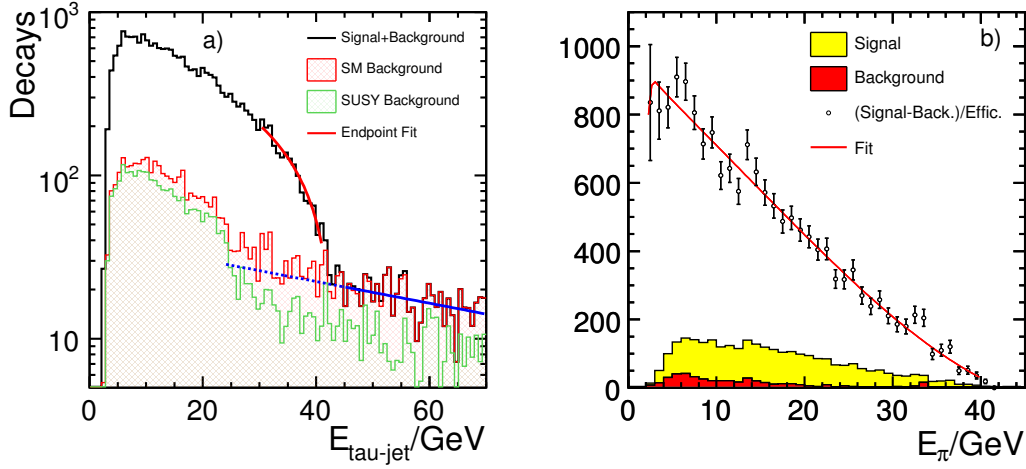 Decays
10³
10²
10
0 20 40 60
E_tau-jet/GeV
a)
Signal+Background
SM Background
SUSY Background
Endpoint Fit
1000
800
600
400
200
0
0 10 20 30 40
E_π/GeV
b)
Signal
Background
(Signal-Back.)/Effic.
Fit